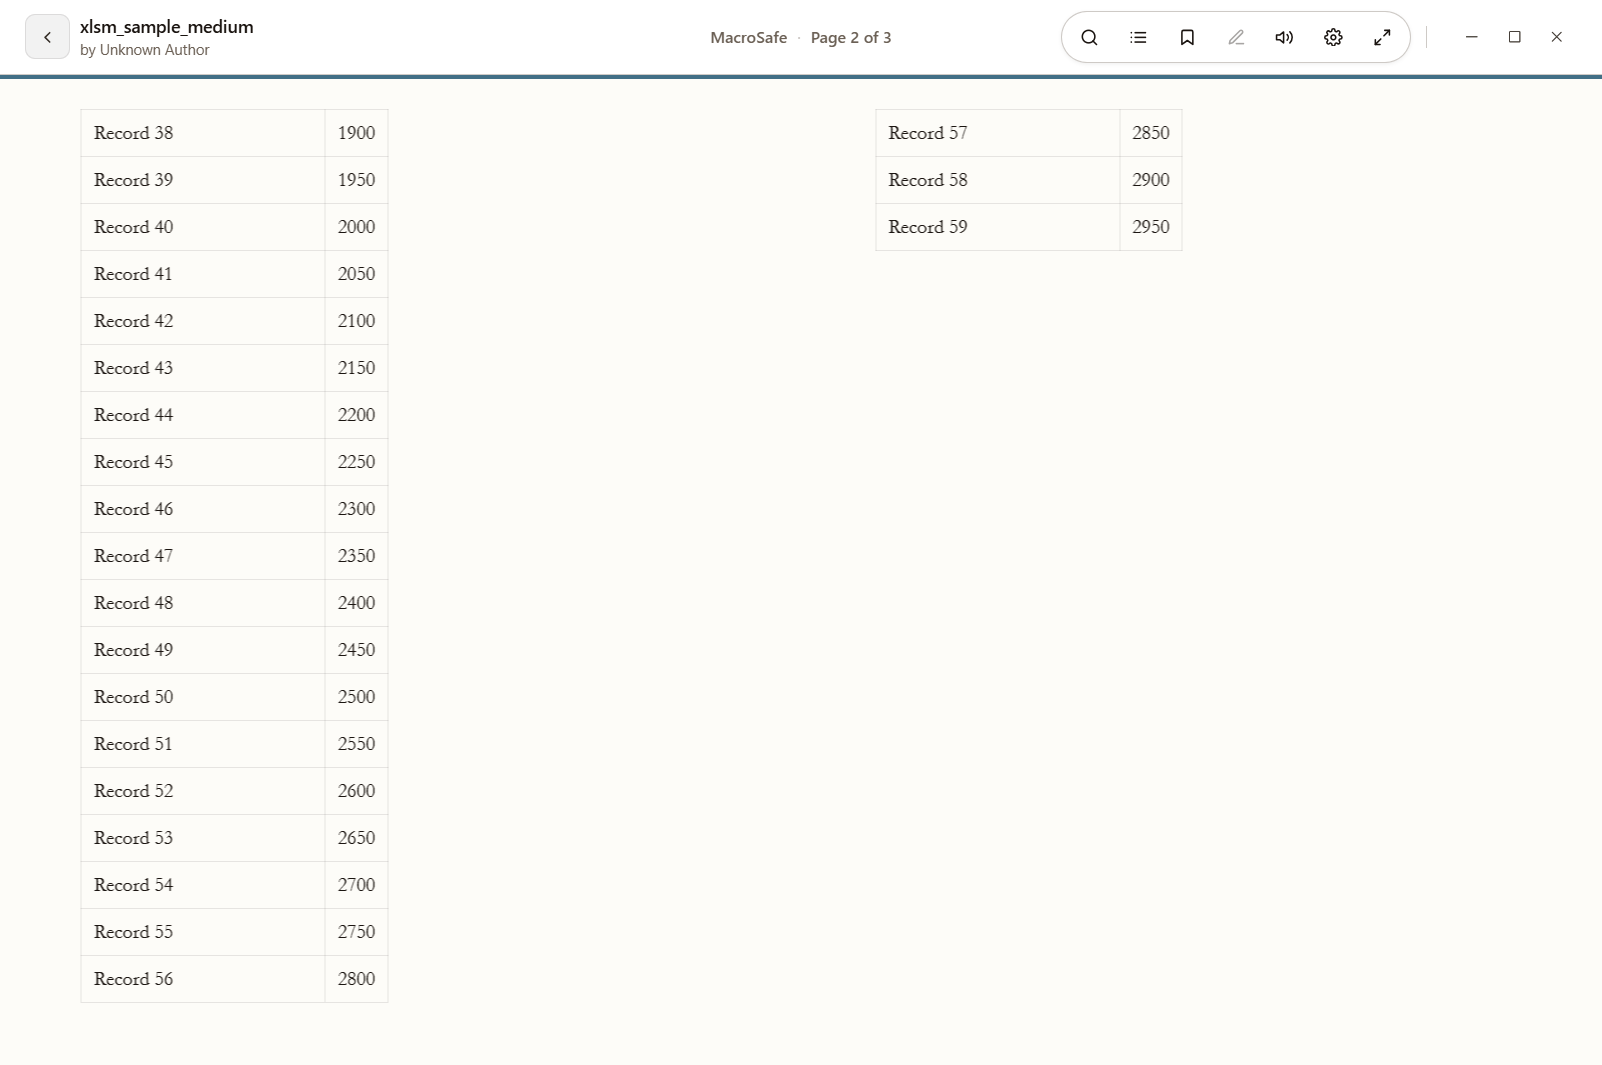 xlsm_sample_medium
by Unknown Author
MacroSafe · Page 2 of 3
Record 38 1900
Record 39 1950
Record 40 2000
Record 41 2050
Record 42 2100
Record 43 2150
Record 44 2200
Record 45 2250
Record 46 2300
Record 47 2350
Record 48 2400
Record 49 2450
Record 50 2500
Record 51 2550
Record 52 2600
Record 53 2650
Record 54 2700
Record 55 2750
Record 56 2800
Record 57 2850
Record 58 2900
Record 59 2950